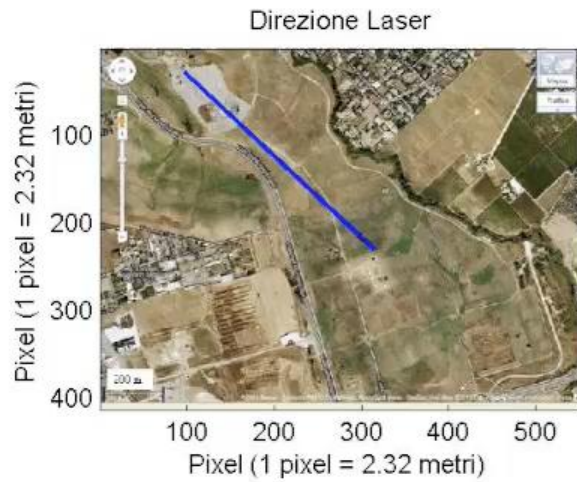 Direzione Laser
100
200
300
400
Pixel (1 pixel = 2.32 metri)
200 m
100
200
300
400
500
Pixel (1 pixel = 2.32 metri)